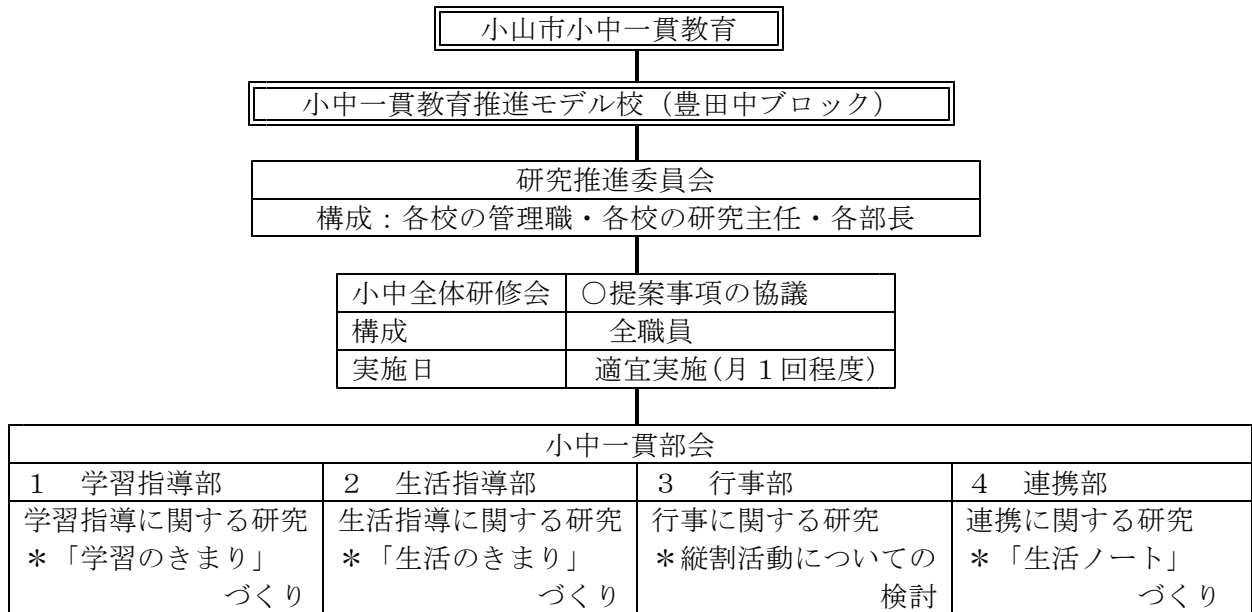 小山市小中一貫教育
小中一貫教育推進モデル校（豊田中ブロック）
研究推進委員会
構成：各校の管理職・各校の研究主任・各部長
小中全体研修会 ○提案事項の協議
構成 全職員
実施日 適宜実施(月１回程度)
小中一貫部会
１ 学習指導部 ２ 生活指導部 ３ 行事部 ４ 連携部
学習指導に関する研究 生活指導に関する研究 行事に関する研究 連携に関する研究
＊「学習のきまり」 ＊「生活のきまり」 ＊縦割活動についての ＊「生活ノート」
づくり づくり 検討 づくり